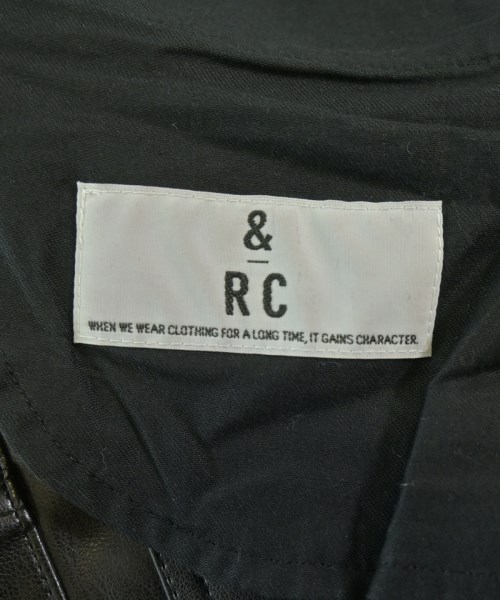 &
RC
WHEN WE WEAR CLOTHING FOR A LONG TIME, IT GAINS CHARACTER.